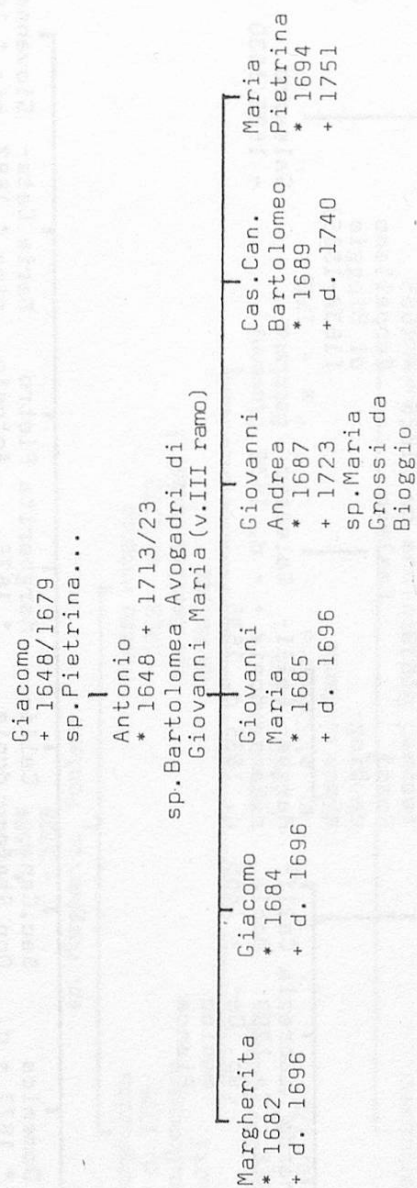 Giacomo
+ 1648/1679
sp.Pietrina...
Antonio
* 1648 + 1713/23
sp.Bartolomea Avogadri di
Giovanni Maria (v.III ramo)
Margherita
* 1682
+ d. 1696
Giacomo
* 1684
+ d. 1696
Giovanni
Maria
* 1685
+ d. 1696
Giovanni
Andrea
* 1687
+ 1723
sp.Maria
Grossi da
Bioggio
Cas.Can.
Bartolomeo
* 1689
+ d. 1740
Maria
Pietrina
* 1694
+ 1751